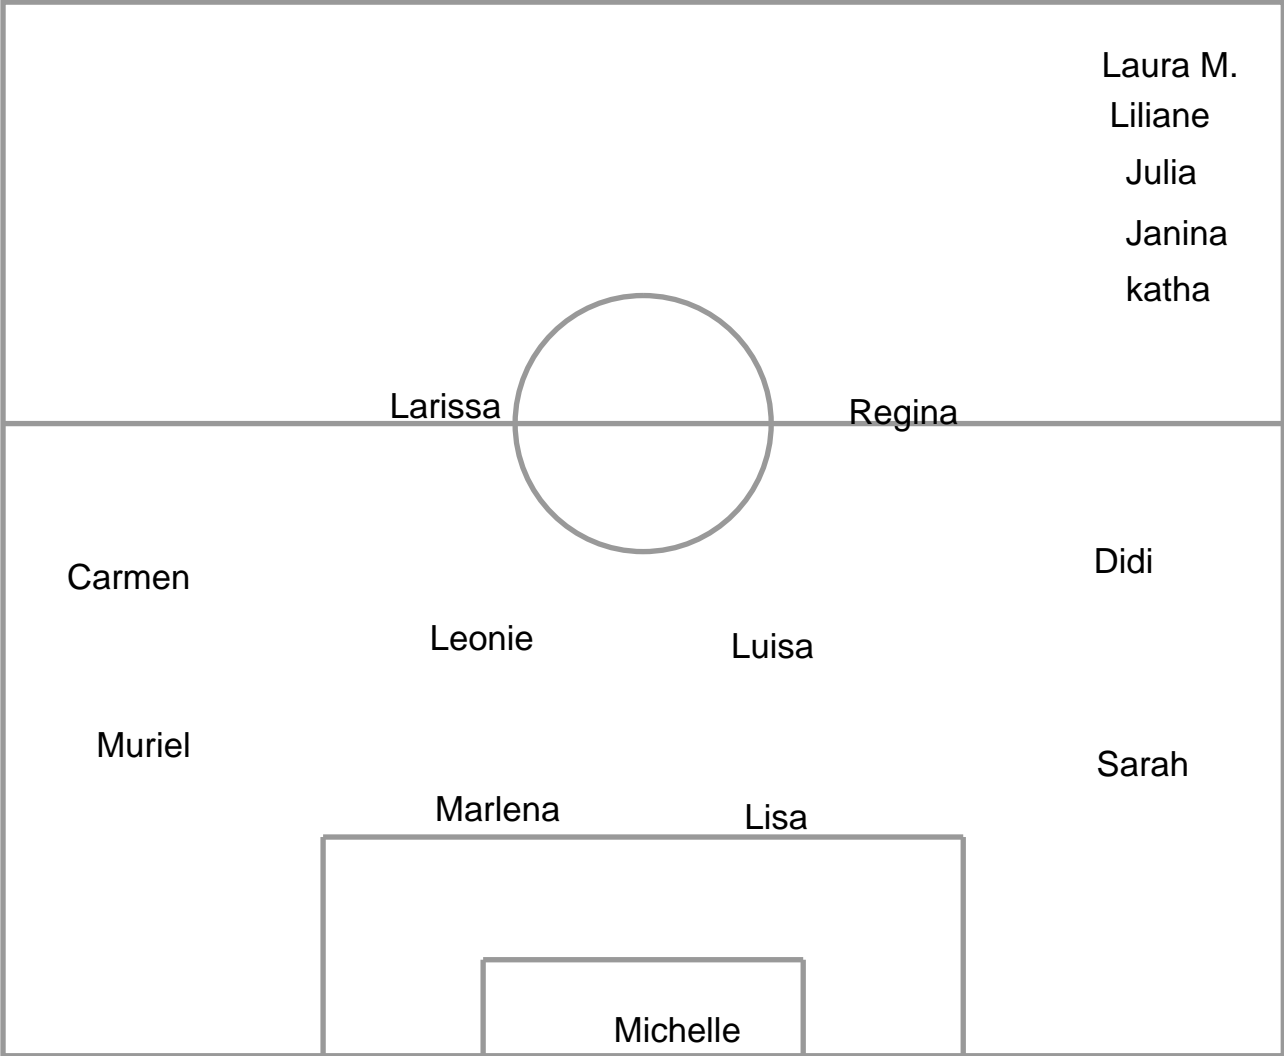 Laura M.
Liliane
Julia
Janina
katha
Larissa
Regina
Carmen
Didi
Leonie
Luisa
Muriel
Sarah
Marlena
Lisa
Michelle